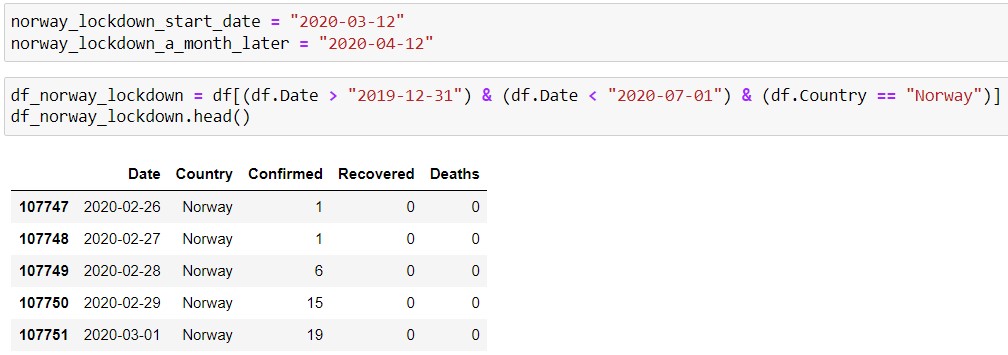 norway_lockdown_start_date = "2020-03-12"
norway_lockdown_a_month_later = "2020-04-12"
df_norway_lockdown = df[(df.Date > "2019-12-31") & (df.Date < "2020-07-01") & (df.Country == "Norway")]
df_norway_lockdown.head()
Date Country Confirmed Recovered Deaths
107747 2020-02-26 Norway 1 0 0
107748 2020-02-27 Norway 1 0 0
107749 2020-02-28 Norway 6 0 0
107750 2020-02-29 Norway 15 0 0
107751 2020-03-01 Norway 19 0 0